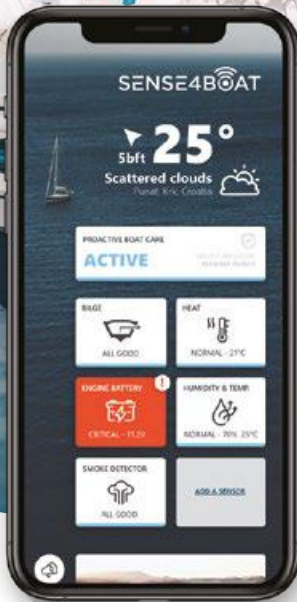 SENSE4BOAT
5bft 25°
Scattered clouds
Punat, Krk, Croatia
PROACTIVE BOAT CARE
ACTIVE
BILGE
ALL GOOD
HEAT
NORMAL - 21°C
ENGINE BATTERY
!
CRITICAL - 11.2V
HUMIDITY & TEMP.
NORMAL - 70% 25°C
SMOKE DETECTOR
ALL GOOD
ADD A SENSOR